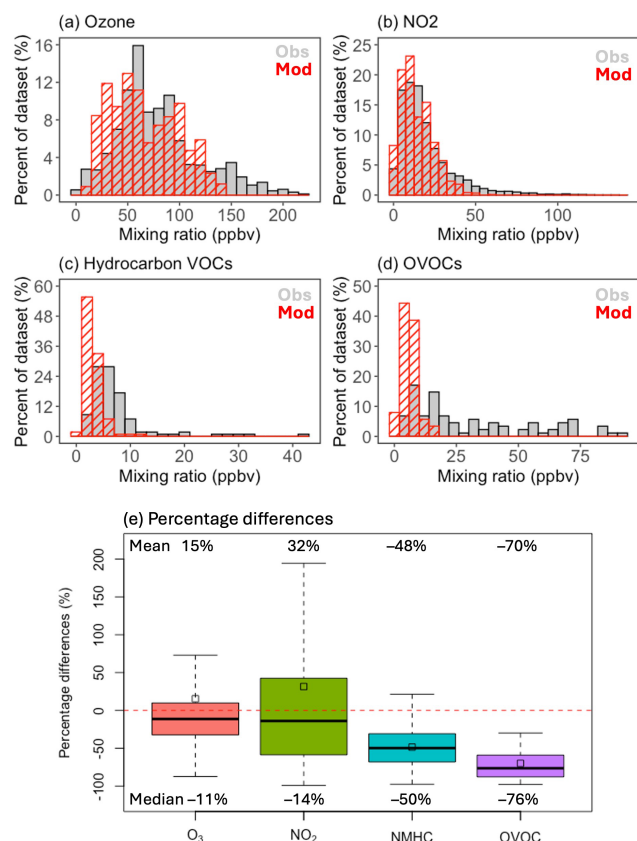 (a) Ozone
Obs
Mod
Percent of dataset (%)
16
12
8
4
0
0 50 100 150 200
Mixing ratio (ppbv)
(b) NO2
Obs
Mod
Percent of dataset (%)
25
20
15
10
5
0
0 50 100
Mixing ratio (ppbv)
(c) Hydrocarbon VOCs
Obs
Mod
Percent of dataset (%)
60
48
36
24
12
0
0 10 20 30 40
Mixing ratio (ppbv)
(d) OVOCs
Obs
Mod
Percent of dataset (%)
50
40
30
20
10
0
0 25 50 75
Mixing ratio (ppbv)
(e) Percentage differences
Mean 15% 32% –48% –70%
Percentage differences (%)
200
150
100
50
0
-50
-100
Median –11% –14% –50% –76%
O₃ NO₂ NMHC OVOC